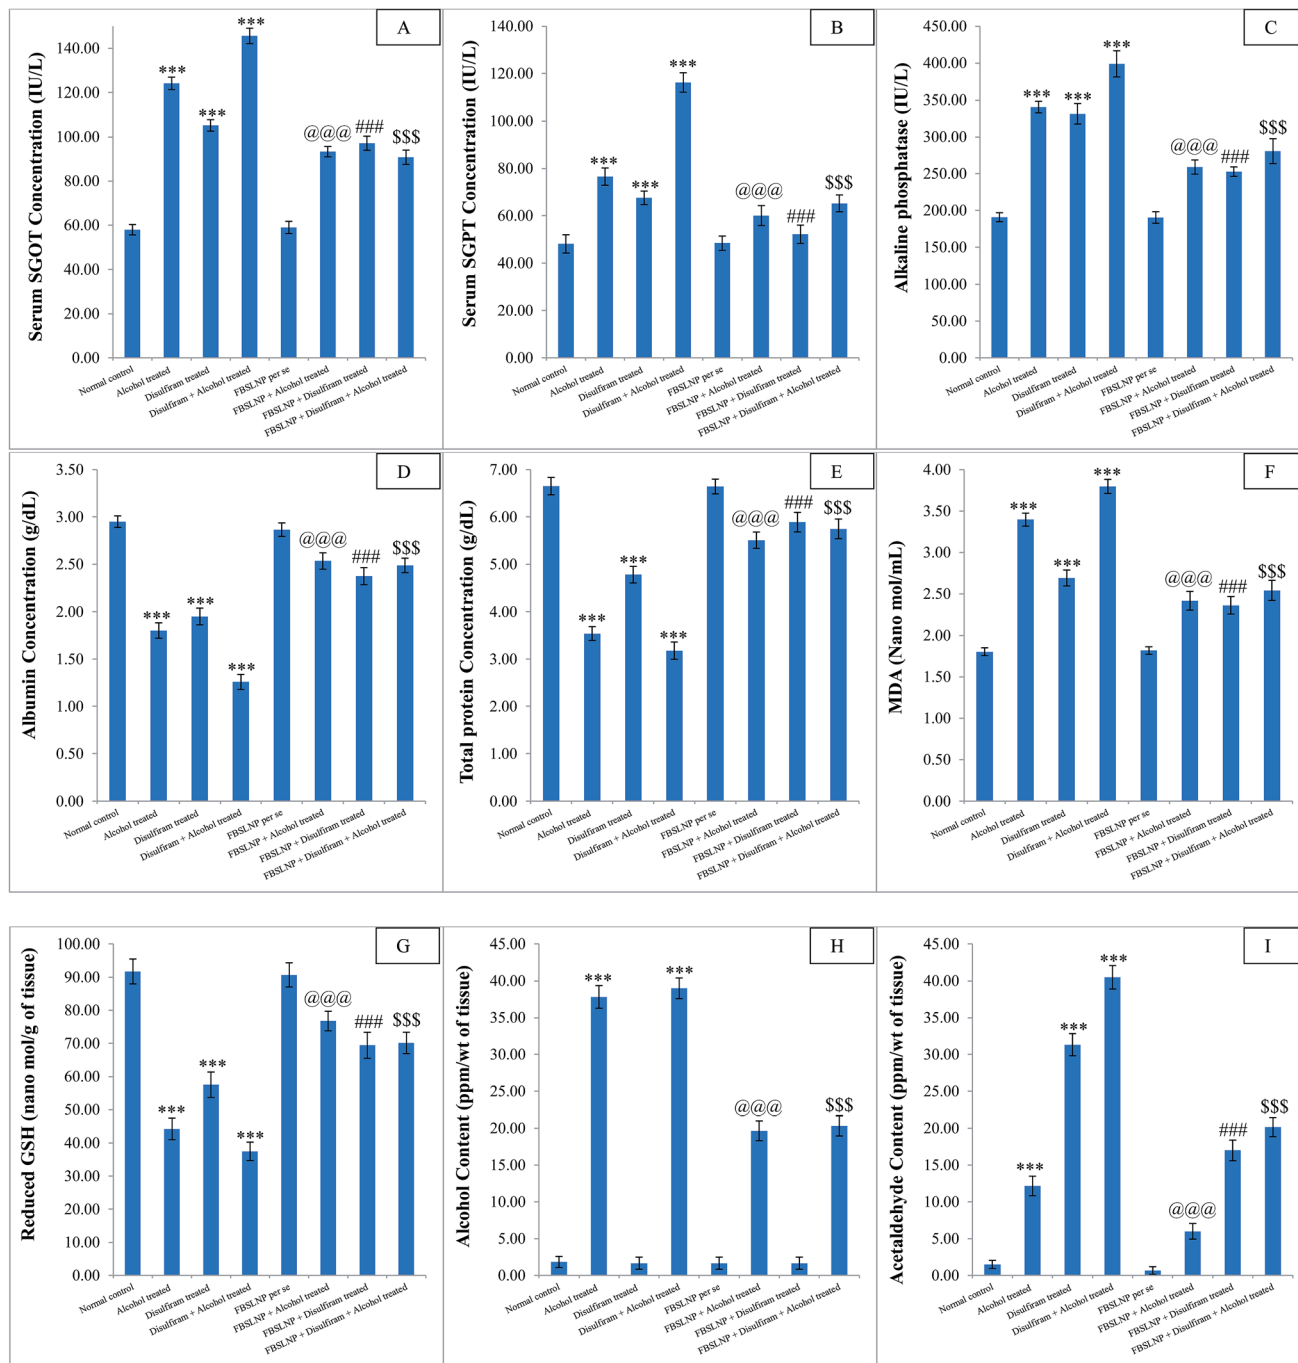 A
Serum SGOT Concentration (IU/L)
140.00
120.00
100.00
80.00
60.00
40.00
20.00
0.00
***
***
***
@@@
###
$$$
Normal control
Alcohol treated
Disulfiram treated
Disulfiram + Alcohol treated
FBSLNP per se
FBSLNP + Alcohol treated
FBSLNP + Disulfiram treated
FBSLNP + Disulfiram + Alcohol treated
B
Serum SGPT Concentration (IU/L)
140.00
120.00
100.00
80.00
60.00
40.00
20.00
0.00
***
***
***
@@@
###
$$$
Normal control
Alcohol treated
Disulfiram treated
Disulfiram + Alcohol treated
FBSLNP per se
FBSLNP + Alcohol treated
FBSLNP + Disulfiram treated
FBSLNP + Disulfiram + Alcohol treated
C
Alkaline phosphatase (IU/L)
450.00
400.00
350.00
300.00
250.00
200.00
150.00
100.00
50.00
0.00
***
***
***
@@@
###
$$$
Normal control
Alcohol treated
Disulfiram treated
Disulfiram + Alcohol treated
FBSLNP per se
FBSLNP + Alcohol treated
FBSLNP + Disulfiram treated
FBSLNP + Disulfiram + Alcohol treated
D
Albumin Concentration (g/dL)
3.50
3.00
2.50
2.00
1.50
1.00
0.50
0.00
***
***
***
@@@
###
$$$
Normal control
Alcohol treated
Disulfiram treated
Disulfiram + Alcohol treated
FBSLNP per se
FBSLNP + Alcohol treated
FBSLNP + Disulfiram treated
FBSLNP + Disulfiram + Alcohol treated
E
Total protein Concentration (g/dL)
7.00
6.00
5.00
4.00
3.00
2.00
1.00
0.00
***
***
***
@@@
###
$$$
Normal control
Alcohol treated
Disulfiram treated
Disulfiram + Alcohol treated
FBSLNP per se
FBSLNP + Alcohol treated
FBSLNP + Disulfiram treated
FBSLNP + Disulfiram + Alcohol treated
F
MDA (Nano mol/mL)
4.00
3.50
3.00
2.50
2.00
1.50
1.00
0.50
0.00
***
***
***
@@@
###
$$$
Normal control
Alcohol treated
Disulfiram treated
Disulfiram + Alcohol treated
FBSLNP per se
FBSLNP + Alcohol treated
FBSLNP + Disulfiram treated
FBSLNP + Disulfiram + Alcohol treated
G
Reduced GSH (nano mol/g of tissue)
100.00
90.00
80.00
70.00
60.00
50.00
40.00
30.00
20.00
10.00
0.00
***
***
***
@@@
###
$$$
Normal control
Alcohol treated
Disulfiram treated
Disulfiram + Alcohol treated
FBSLNP per se
FBSLNP + Alcohol treated
FBSLNP + Disulfiram treated
FBSLNP + Disulfiram + Alcohol treated
H
Alcohol Content (ppm/wt of tissue)
45.00
40.00
35.00
30.00
25.00
20.00
15.00
10.00
5.00
0.00
***
***
@@@
$$$
Normal control
Alcohol treated
Disulfiram treated
Disulfiram + Alcohol treated
FBSLNP per se
FBSLNP + Alcohol treated
FBSLNP + Disulfiram treated
FBSLNP + Disulfiram + Alcohol treated
I
Acetaldehyde Content (ppm/wt of tissue)
45.00
40.00
35.00
30.00
25.00
20.00
15.00
10.00
5.00
0.00
***
***
***
@@@
###
$$$
Normal control
Alcohol treated
Disulfiram treated
Disulfiram + Alcohol treated
FBSLNP per se
FBSLNP + Alcohol treated
FBSLNP + Disulfiram treated
FBSLNP + Disulfiram + Alcohol treated